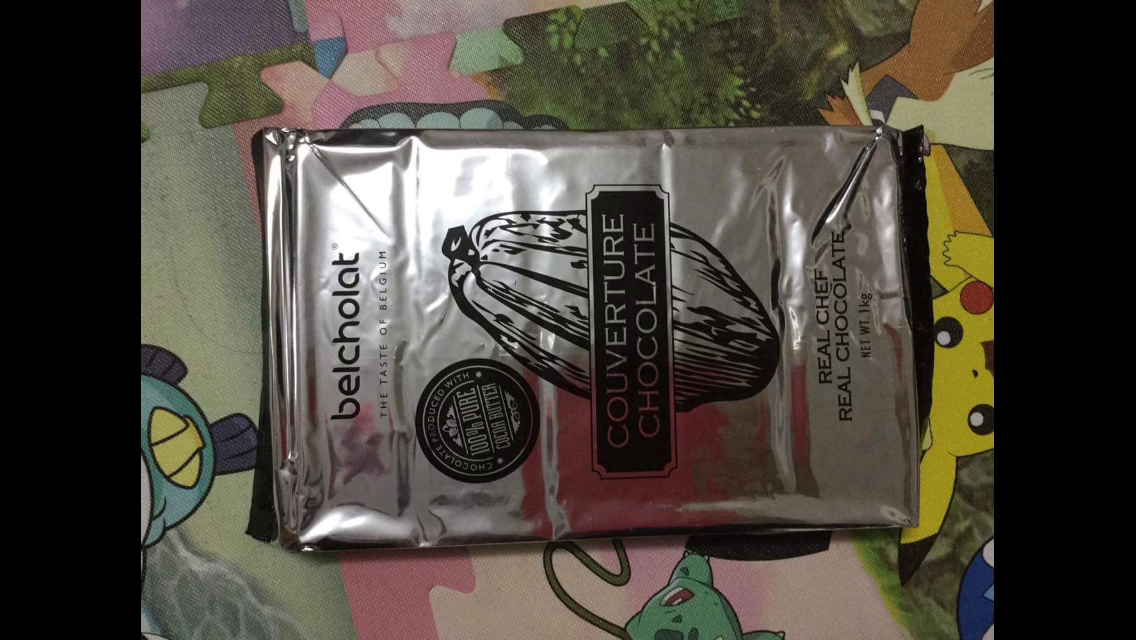 belcholat®
THE TASTE OF BELGIUM
CHOCOLATE PRODUCED WITH
100% PURE
COCOA BUTTER
COUVERTURE
CHOCOLATE
REAL CHEF
REAL CHOCOLATE
NET WT. 1kg